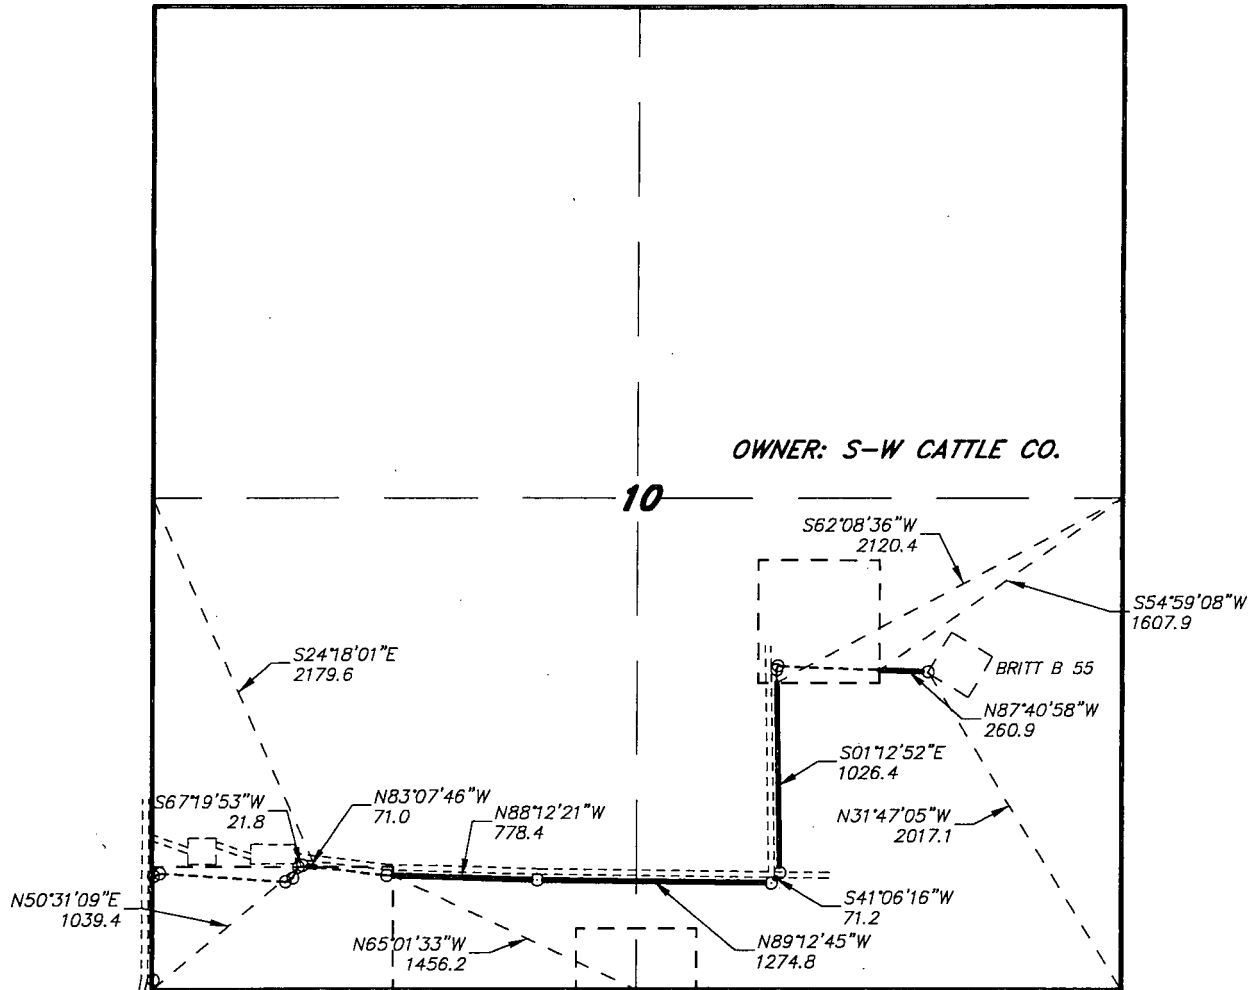 OWNER: S-W CATTLE CO.
10
S62°08'36"W
2120.4
S54°59'08"W
1607.9
S24°18'01"E
2179.6
BRITT B 55
N87°40'58"W
260.9
S01°12'52"E
1026.4
S67°19'53"W
21.8
N83°07'46"W
71.0
N88°12'21"W
778.4
N31°47'05"W
2017.1
N50°31'09"E
1039.4
S41°06'16"W
71.2
N65°01'33"W
1456.2
N89°12'45"W
1274.8